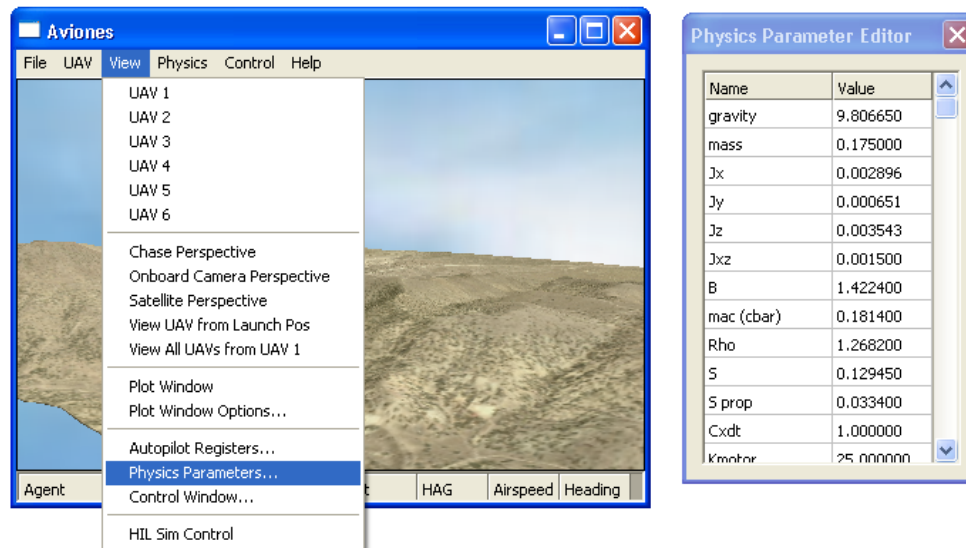 Aviones
File UAV View Physics Control Help
UAV 1
UAV 2
UAV 3
UAV 4
UAV 5
UAV 6
Chase Perspective
Onboard Camera Perspective
Satellite Perspective
View UAV from Launch Pos
View All UAVs from UAV 1
Plot Window
Plot Window Options...
Autopilot Registers...
Physics Parameters...
Control Window...
HIL Sim Control
Agent HAG Airspeed Heading
Physics Parameter Editor
Name Value
gravity 9.806650
mass 0.175000
Jx 0.002896
Jy 0.000651
Jz 0.003543
Jxz 0.001500
B 1.422400
mac (cbar) 0.181400
Rho 1.268200
S 0.129450
S prop 0.033400
Cxdt 1.000000
Kmotor 25.000000